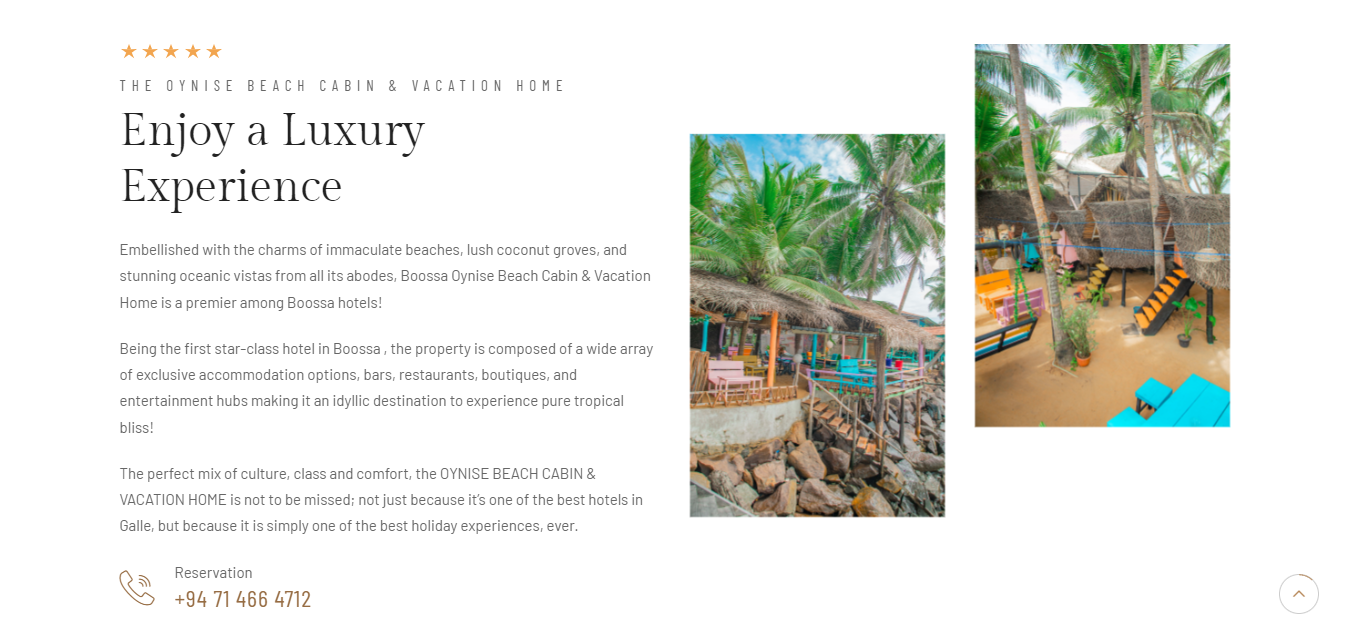 THE OYNISE BEACH CABIN & VACATION HOME
Enjoy a Luxury
Experience
Embellished with the charms of immaculate beaches, lush coconut groves, and
stunning oceanic vistas from all its abodes, Boossa Oynise Beach Cabin & Vacation
Home is a premier among Boossa hotels!
Being the first star-class hotel in Boossa , the property is composed of a wide array
of exclusive accommodation options, bars, restaurants, boutiques, and
entertainment hubs making it an idyllic destination to experience pure tropical
bliss!
The perfect mix of culture, class and comfort, the OYNISE BEACH CABIN &
VACATION HOME is not to be missed; not just because it's one of the best hotels in
Galle, but because it is simply one of the best holiday experiences, ever.
Reservation
+94 71 466 4712